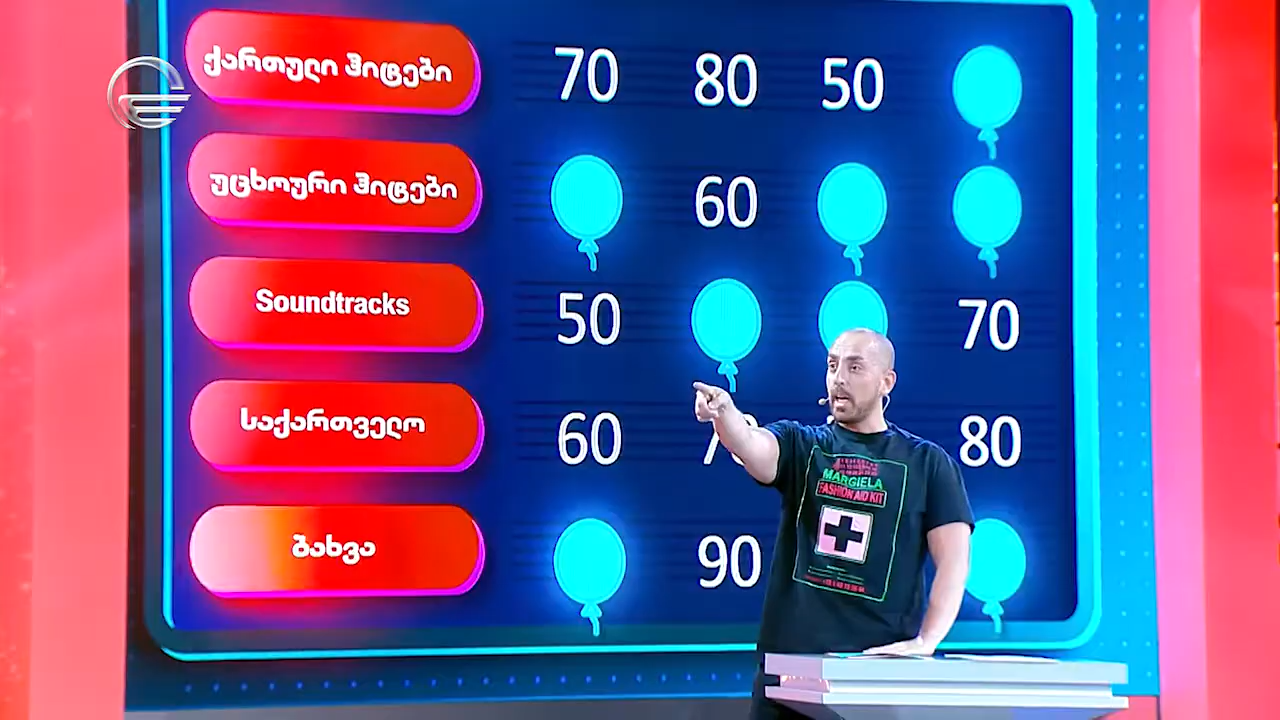 ქართული ჰიტები 70 80 50
უცხოური ჰიტები 60
Soundtracks 50 70
საქართველო 60 80
ბახვა 90
MARGIELA
FASHION AID KIT